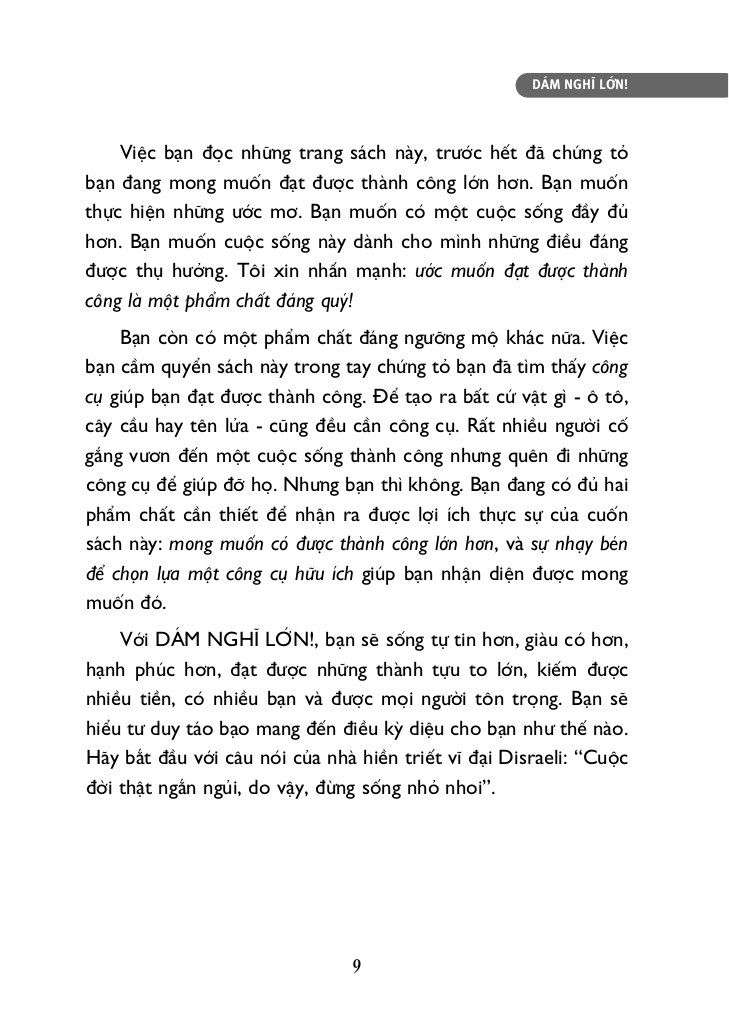 DÁM NGHĨ LỚN!
Việc bạn đọc những trang sách này, trước hết đã chứng tỏ
bạn đang mong muốn đạt được thành công lớn hơn. Bạn muốn
thực hiện những ước mơ. Bạn muốn có một cuộc sống đầy đủ
hơn. Bạn muốn cuộc sống này dành cho mình những điều đáng
được thụ hưởng. Tôi xin nhấn mạnh: ước muốn đạt được thành
công là một phẩm chất đáng quý!
Bạn còn có một phẩm chất đáng ngưỡng mộ khác nữa. Việc
bạn cầm quyển sách này trong tay chứng tỏ bạn đã tìm thấy công
cụ giúp bạn đạt được thành công. Để tạo ra bất cứ vật gì - ô tô,
cây cầu hay tên lửa - cũng đều cần công cụ. Rất nhiều người cố
gắng vươn đến một cuộc sống thành công nhưng quên đi những
công cụ để giúp đỡ họ. Nhưng bạn thì không. Bạn đang có đủ hai
phẩm chất cần thiết để nhận ra được lợi ích thực sự của cuốn
sách này: mong muốn có được thành công lớn hơn, và sự nhạy bén
để chọn lựa một công cụ hữu ích giúp bạn nhận diện được mong
muốn đó.
Với DÁM NGHĨ LỚN!, bạn sẽ sống tự tin hơn, giàu có hơn,
hạnh phúc hơn, đạt được những thành tựu to lớn, kiếm được
nhiều tiền, có nhiều bạn và được mọi người tôn trọng. Bạn sẽ
hiểu tư duy táo bạo mang đến điều kỳ diệu cho bạn như thế nào.
Hãy bắt đầu với câu nói của nhà hiền triết vĩ đại Disraeli: “Cuộc
đời thật ngắn ngủi, do vậy, đừng sống nhỏ nhoi”.
9